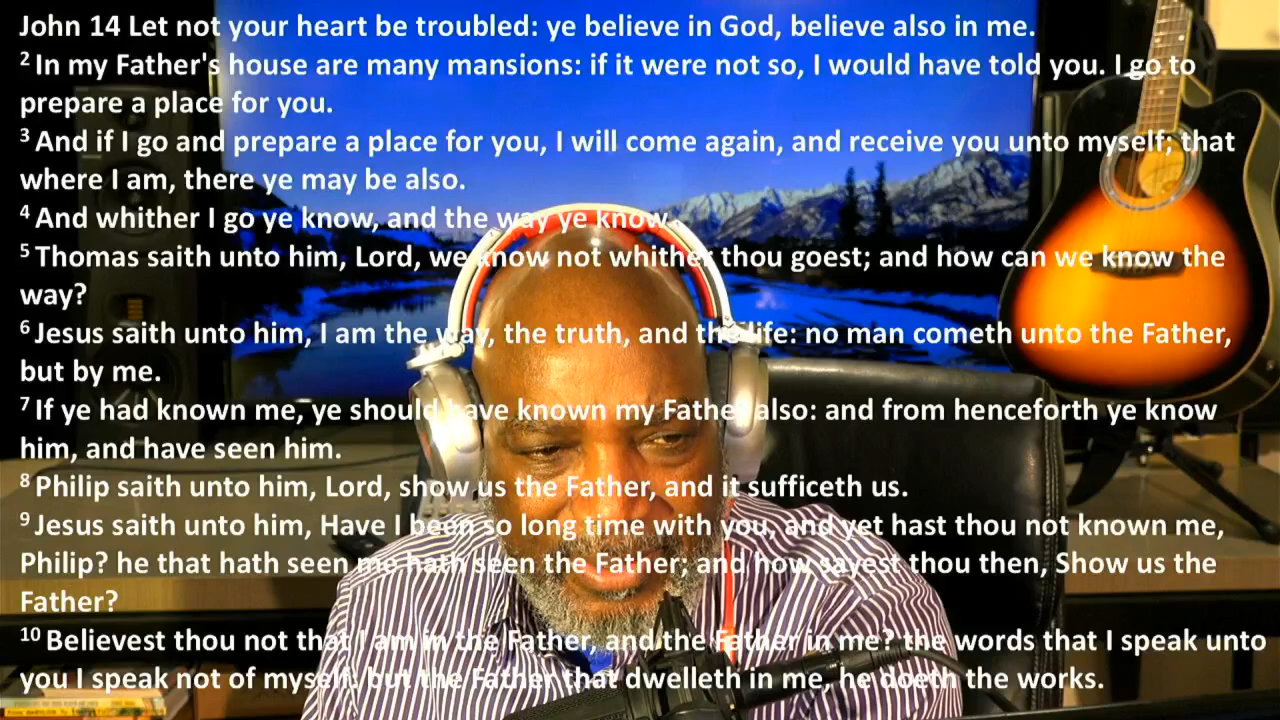 John 14 Let not your heart be troubled: ye believe in God, believe also in me.
2 In my Father's house are many mansions: if it were not so, I would have told you. I go to
prepare a place for you.
3 And if I go and prepare a place for you, I will come again, and receive you unto myself; that
where I am, there ye may be also.
4 And whither I go ye know, and the way ye know.
5 Thomas saith unto him, Lord, we know not whither thou goest; and how can we know the
way?
6 Jesus saith unto him, I am the way, the truth, and the life: no man cometh unto the Father,
but by me.
7 If ye had known me, ye should have known my Father also: and from henceforth ye know
him, and have seen him.
8 Philip saith unto him, Lord, show us the Father, and it sufficeth us.
9 Jesus saith unto him, Have I been so long time with you, and yet hast thou not known me,
Philip? he that hath seen me hath seen the Father; and how sayest thou then, Show us the
Father?
10 Believest thou not that I am in the Father, and the Father in me? the words that I speak unto
you I speak not of myself: but the Father that dwelleth in me, he doeth the works.